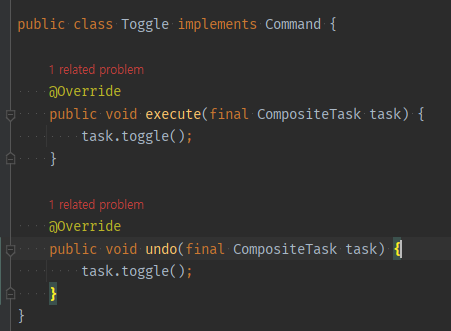 public class Toggle implements Command {
1 related problem
@Override
public void execute(final CompositeTask task) {
task.toggle();
}
1 related problem
@Override
public void undo(final CompositeTask task) {
task.toggle();
}
}